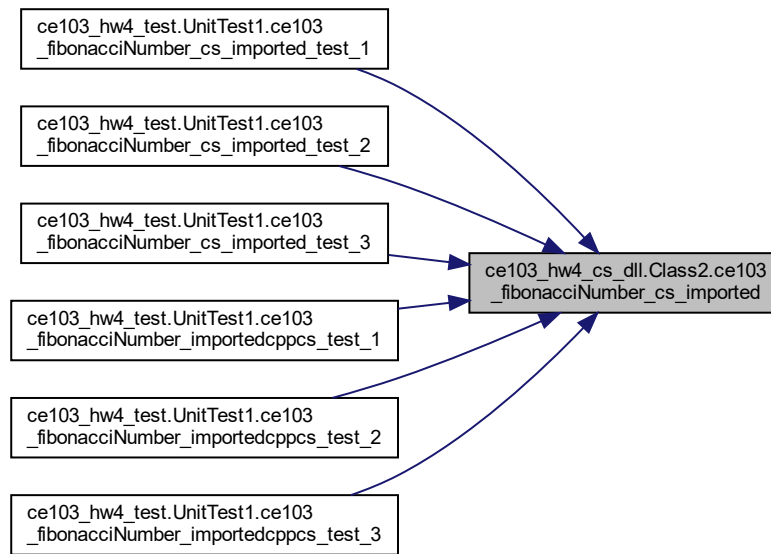 ce103_hw4_test.UnitTest1.ce103
_fibonacciNumber_cs_imported_test_1
ce103_hw4_test.UnitTest1.ce103
_fibonacciNumber_cs_imported_test_2
ce103_hw4_test.UnitTest1.ce103
_fibonacciNumber_cs_imported_test_3
ce103_hw4_cs_dll.Class2.ce103
_fibonacciNumber_cs_imported
ce103_hw4_test.UnitTest1.ce103
_fibonacciNumber_importedcppcs_test_1
ce103_hw4_test.UnitTest1.ce103
_fibonacciNumber_importedcppcs_test_2
ce103_hw4_test.UnitTest1.ce103
_fibonacciNumber_importedcppcs_test_3